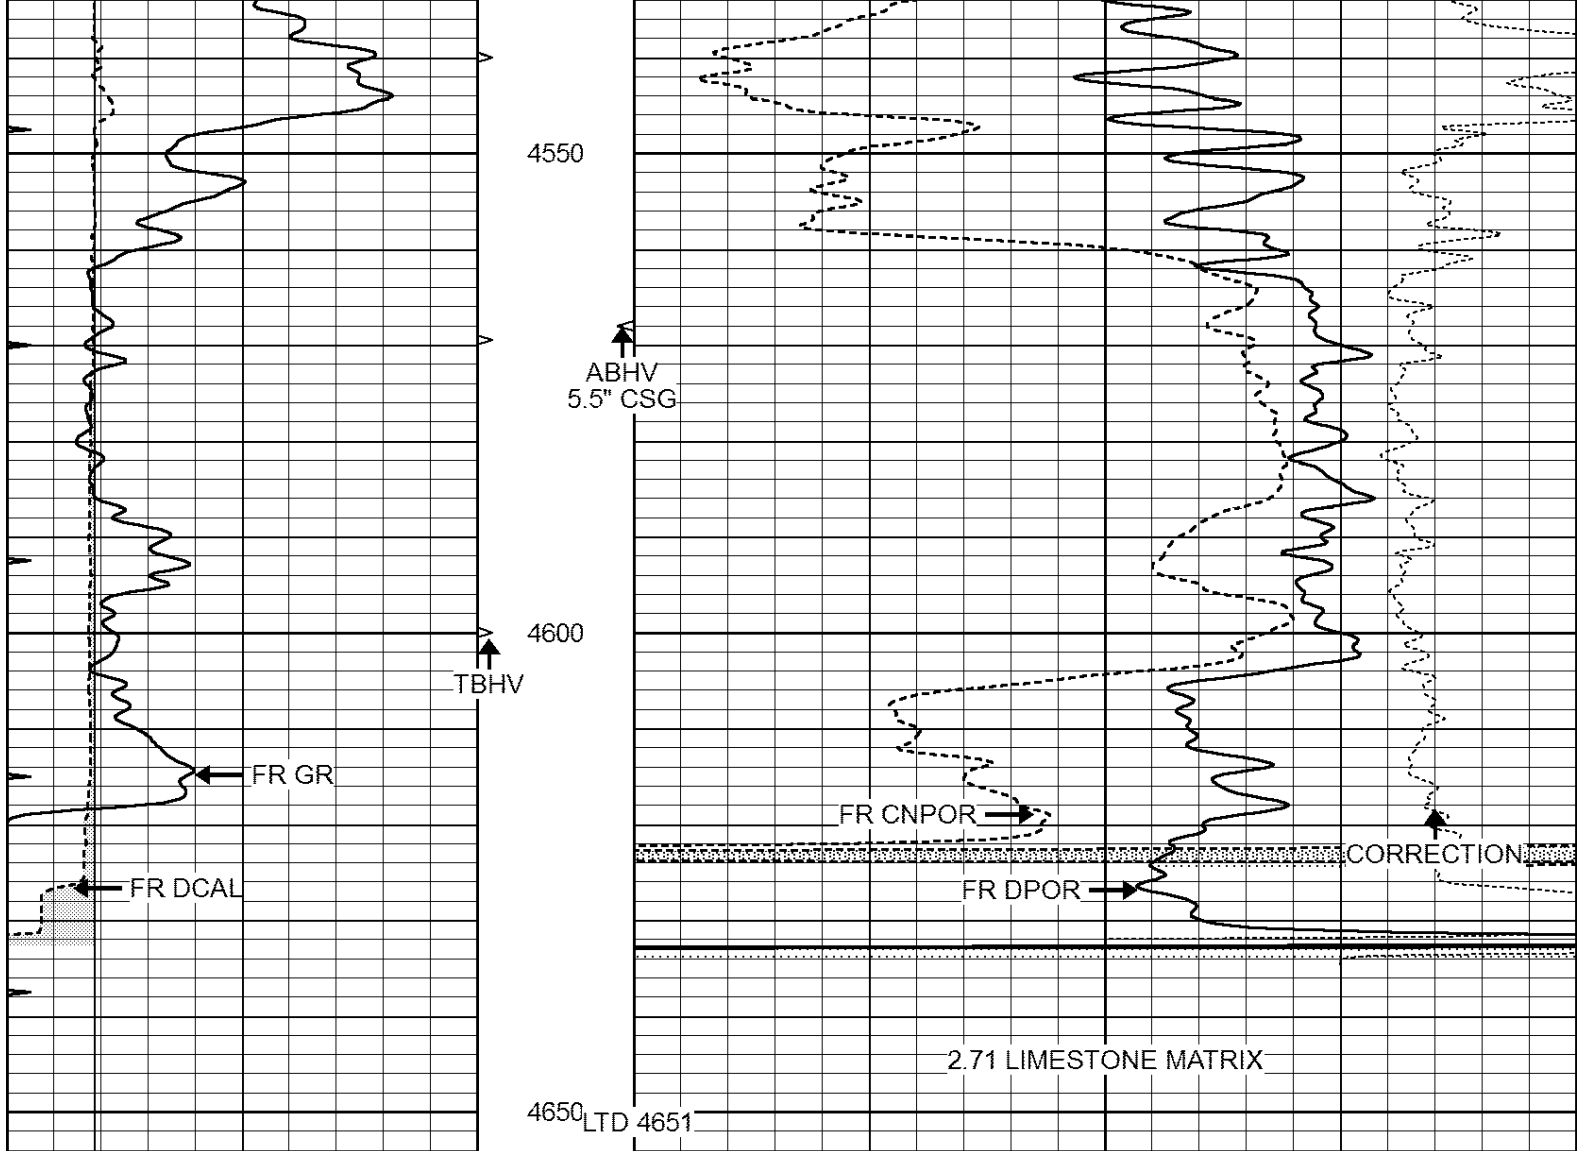 4550
ABHV
5.5" CSG
4600
TBHV
FR GR
FR CNPOR
CORRECTION
FR DCAL
FR DPOR
2.71 LIMESTONE MATRIX
4650
LTD 4651